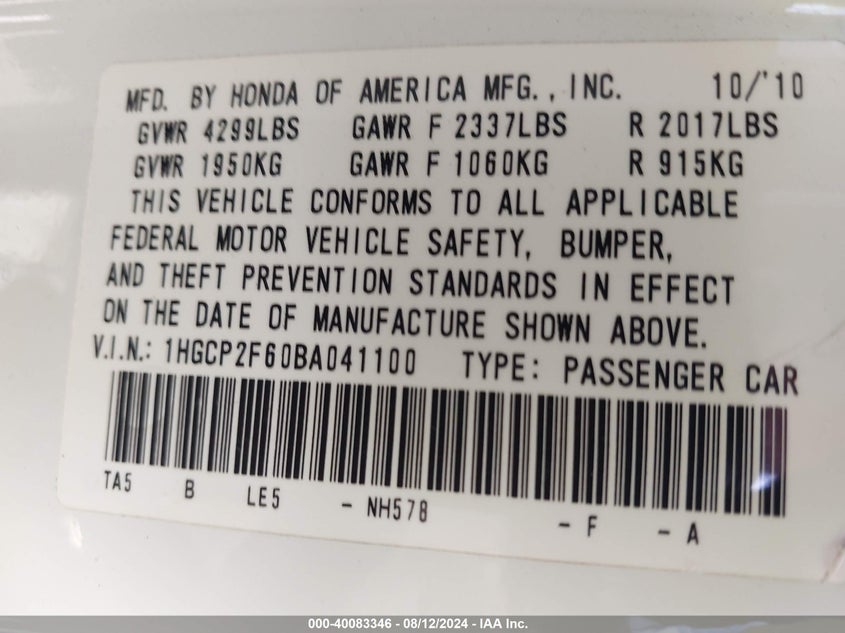 MFD. BY HONDA OF AMERICA MFG., INC. 10/'10
GVWR 4299LBS GAWR F 2337LBS R 2017LBS
GVWR 1950KG GAWR F 1060KG R 915KG
THIS VEHICLE CONFORMS TO ALL APPLICABLE
FEDERAL MOTOR VEHICLE SAFETY, BUMPER,
AND THEFT PREVENTION STANDARDS IN EFFECT
ON THE DATE OF MANUFACTURE SHOWN ABOVE.
V.I.N.: 1HGCP2F60BA041100 TYPE: PASSENGER CAR
TA5 B LE5 - NH578 - F - A
000-40083346 - 08/12/2024 - IAA Inc.